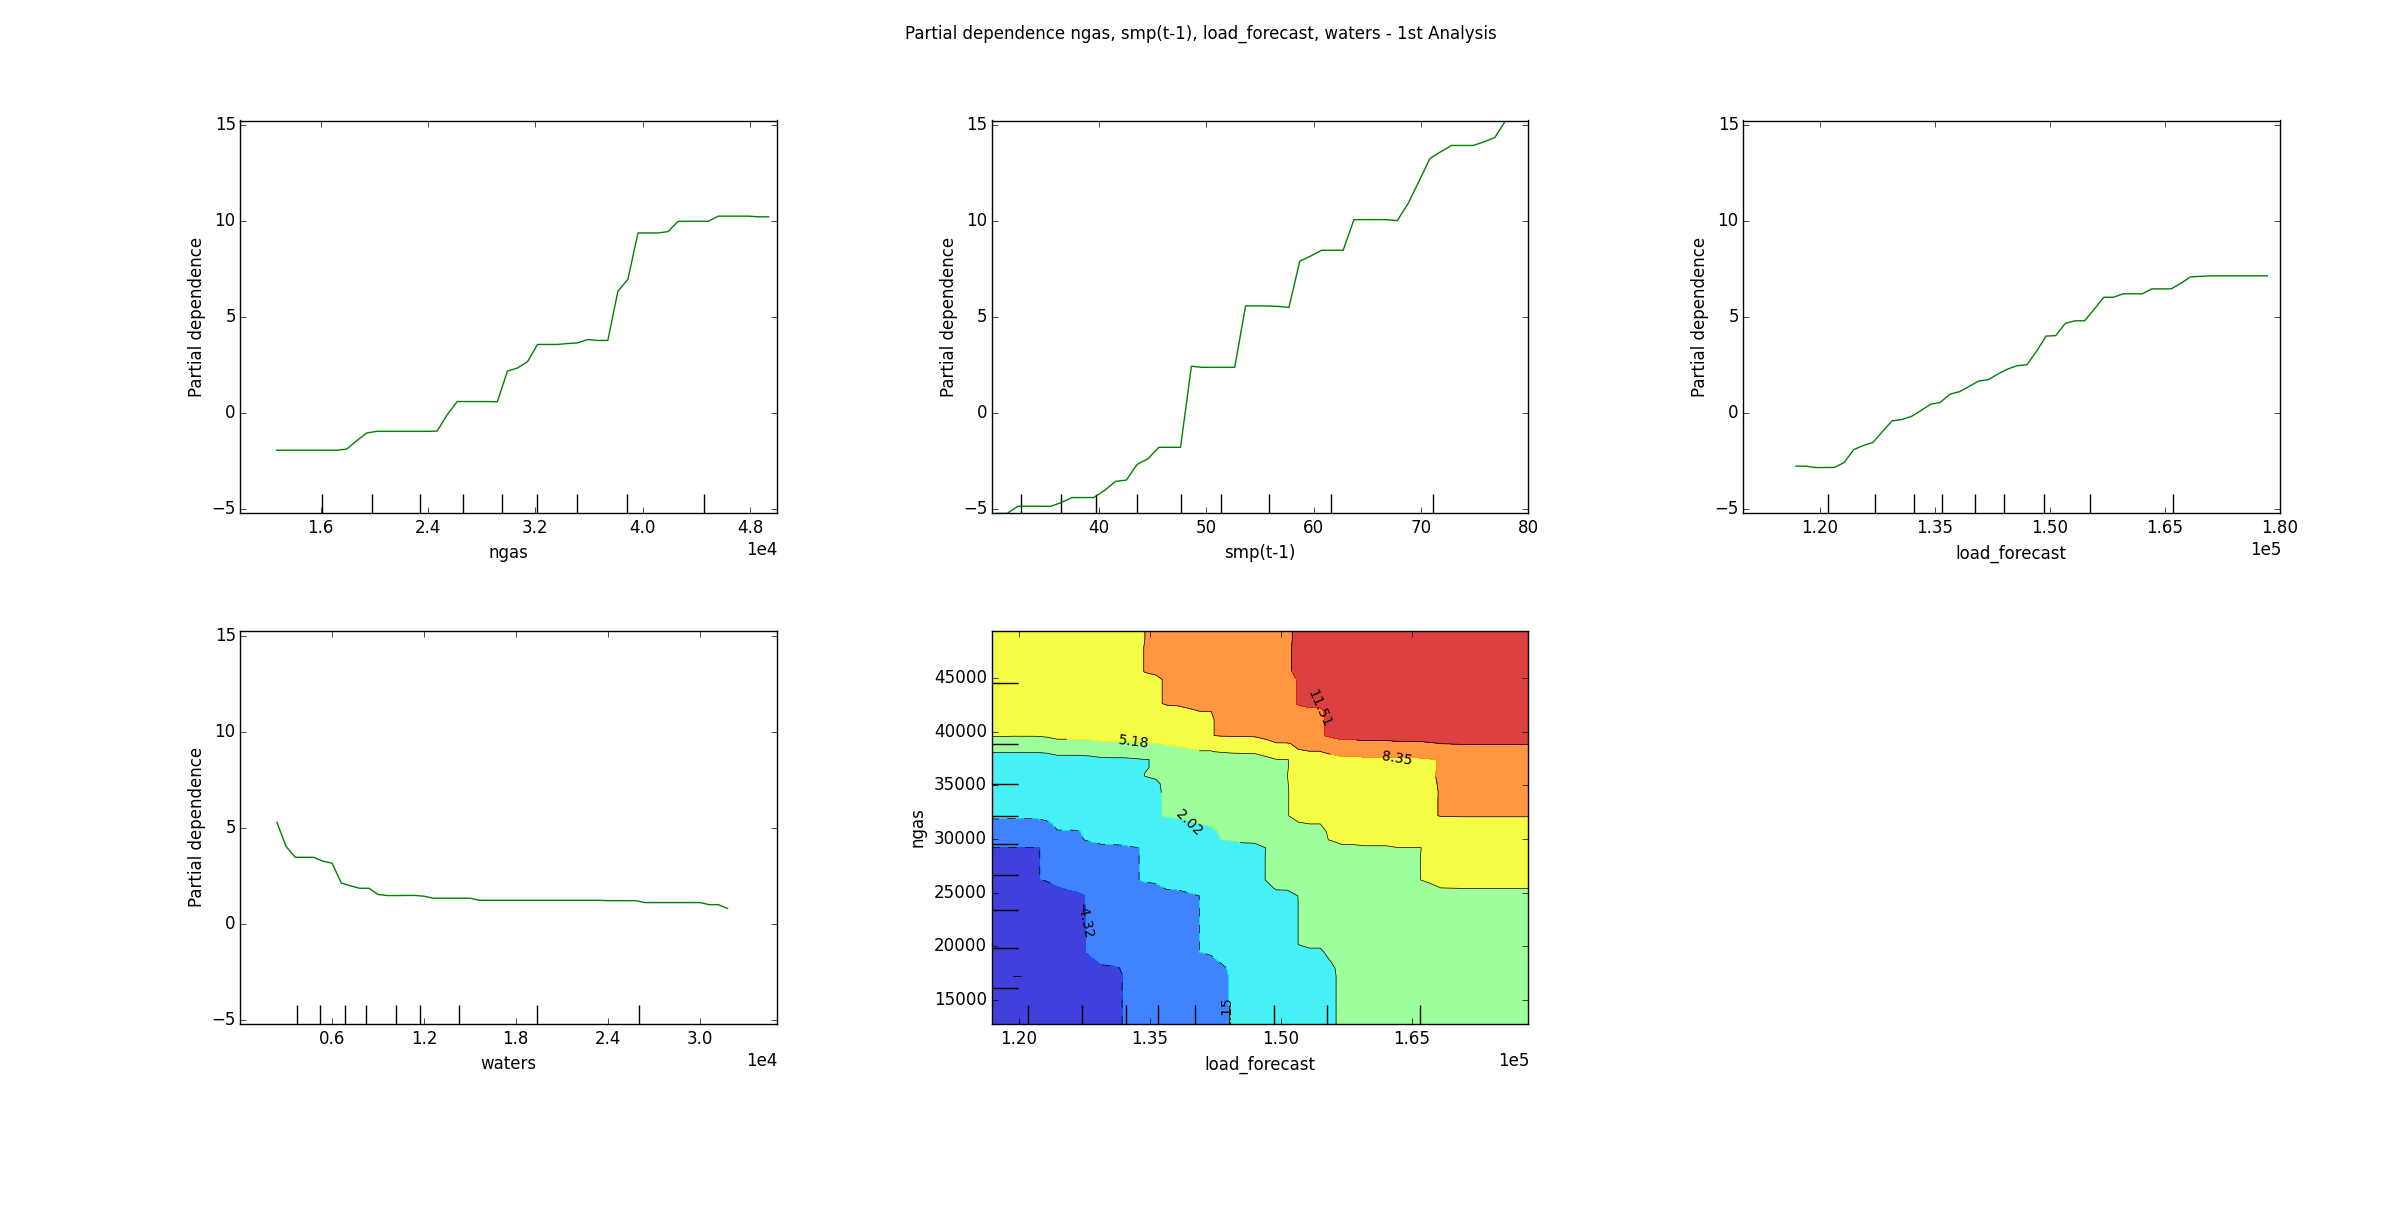 Partial dependence ngas, smp(t-1), load_forecast, waters - 1st Analysis
15
10
5
0
−5
Partial dependence
1.6 2.4 3.2 4.0 4.8
1e4
ngas
15
10
5
0
−5
Partial dependence
40 50 60 70 80
smp(t-1)
15
10
5
0
−5
Partial dependence
1.20 1.35 1.50 1.65 1.80
1e5
load_forecast
15
10
5
0
−5
Partial dependence
0.6 1.2 1.8 2.4 3.0
1e4
waters
45000
40000
35000
30000
25000
20000
15000
ngas
11.51
5.18
8.35
2.02
4.32
.15
1.20 1.35 1.50 1.65
1e5
load_forecast